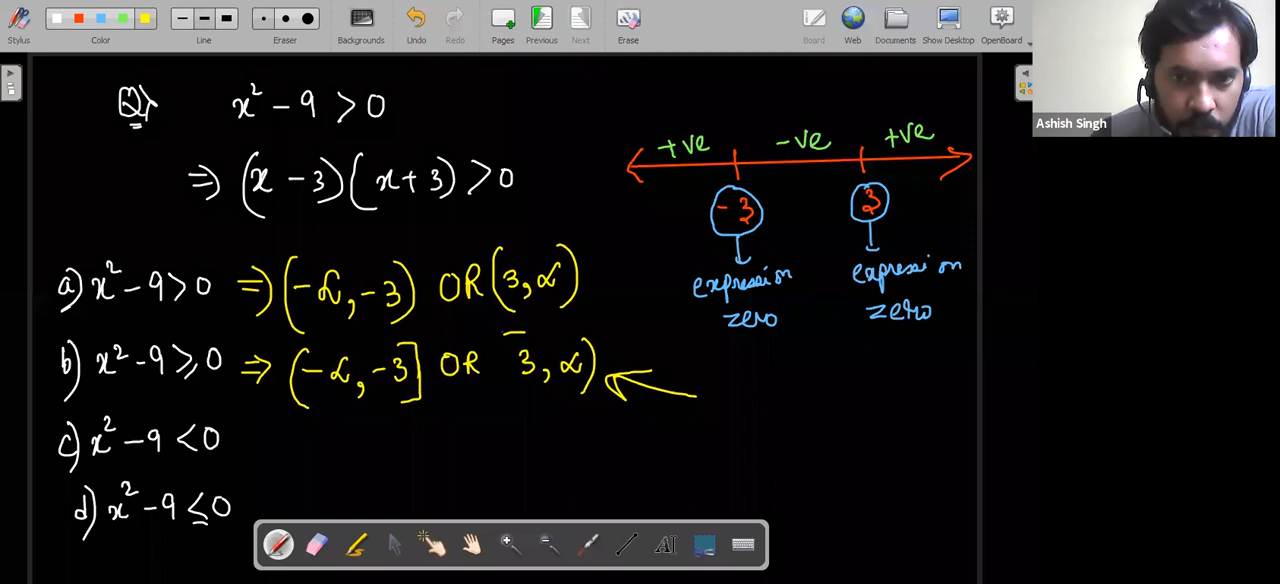 Stylus Color Line Eraser Backgrounds Undo Redo Pages Previous Next Erase Board Web Documents Show Desktop OpenBoard
Ashish Singh
Q) x² - 9 > 0
⇒ (x - 3)(x + 3) > 0
+ve -ve +ve
-3 3
expression zero
expression zero
a) x² - 9 > 0 ⇒ (-∞, -3) OR (3, ∞)
b) x² - 9 ≥ 0 ⇒ (-∞, -3] OR 3, ∞)
c) x² - 9 < 0
d) x² - 9 ≤ 0
AI